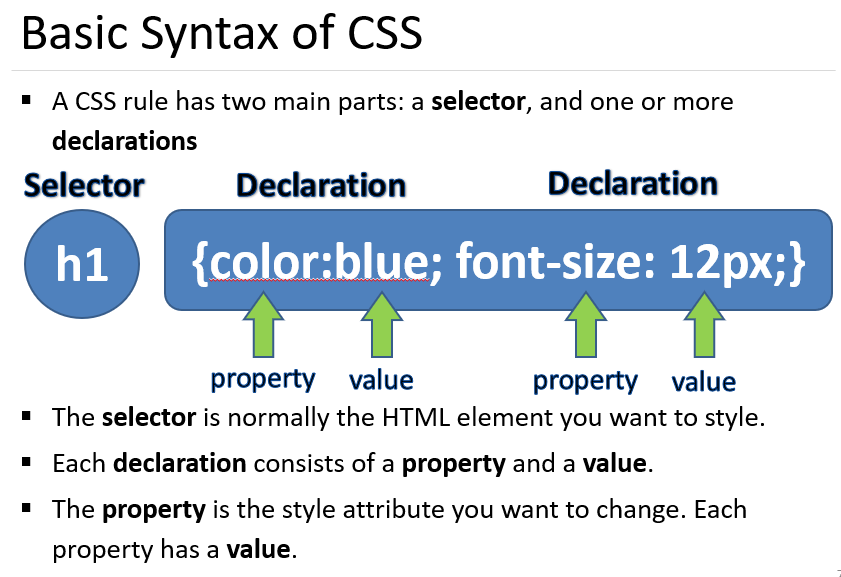 Basic Syntax of CSS
▪ A CSS rule has two main parts: a selector, and one or more
declarations
Selector Declaration Declaration
h1 {color:blue; font-size: 12px;}
property value property value
▪ The selector is normally the HTML element you want to style.
▪ Each declaration consists of a property and a value.
▪ The property is the style attribute you want to change. Each
property has a value.